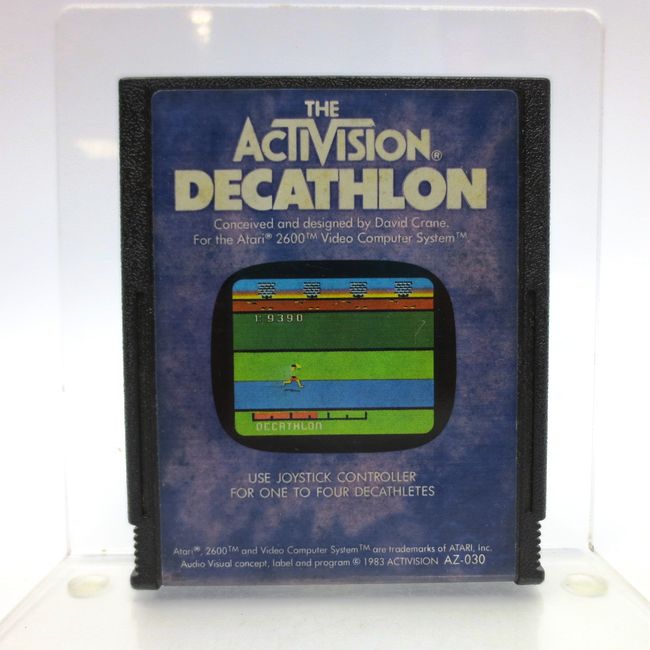 THE
ACTIVISION®
DECATHLON
Conceived and designed by David Crane.
For the Atari® 2600™ Video Computer System™
1: 9390
DECATHLON
USE JOYSTICK CONTROLLER
FOR ONE TO FOUR DECATHLETES
Atari®, 2600™ and Video Computer System™ are trademarks of ATARI, Inc.
Audio Visual concept, label and program © 1983 ACTIVISION AZ-030